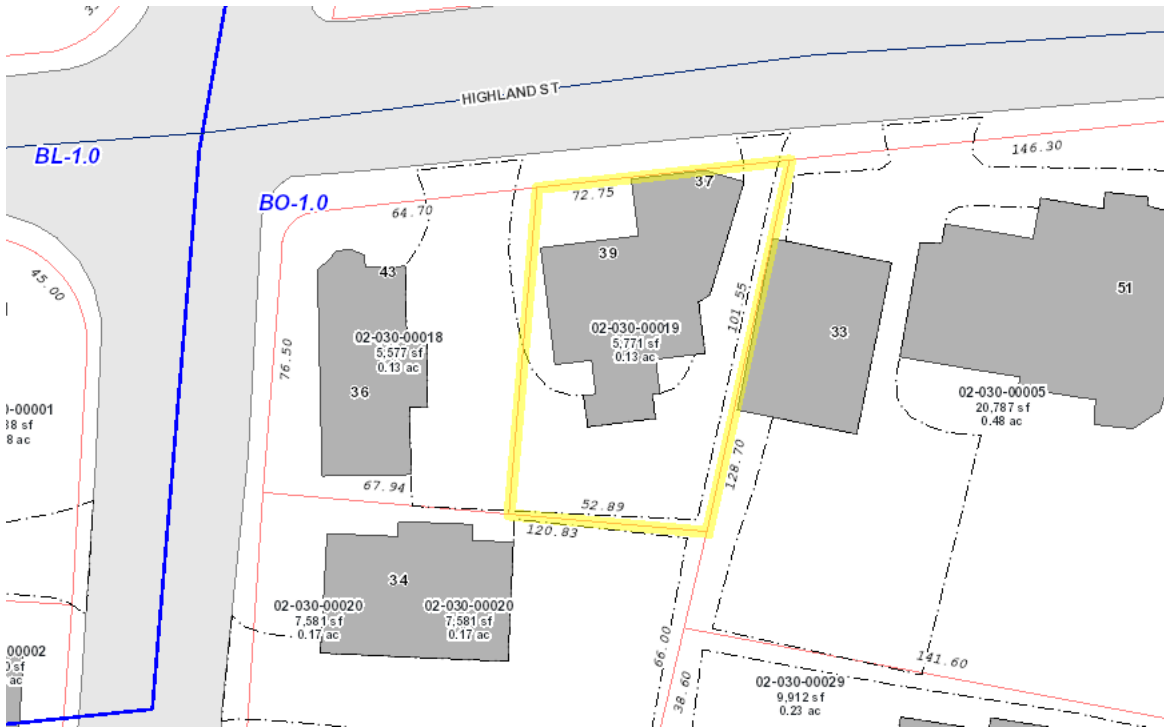 HIGHLAND ST
BL-1.0
BO-1.0
146.30
37
72.75
64.70
39
43
45.00
51
101.55
33
02-030-00019
5,771 sf
0.13 ac
02-030-00018
5,577 sf
0.13 ac
76.50
36
02-030-00005
20,787 sf
0.48 ac
0-00001
38 sf
8 ac
128.70
67.94
52.89
120.83
34
02-030-00020
7,581 sf
0.17 ac
02-030-00020
7,581 sf
0.17 ac
66.00
141.60
00002
0 sf
ac
38.60
02-030-00029
9,912 sf
0.23 ac